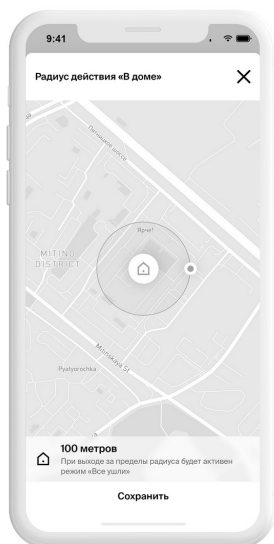 9:41
Радиус действия «В доме»
Пятницкое шоссе
Ярче!
MITINO
DISTRICT
Mitinskaya St
Pyatyorochka
100 метров
При выходе за пределы радиуса будет активен
режим «Все ушли»
Сохранить